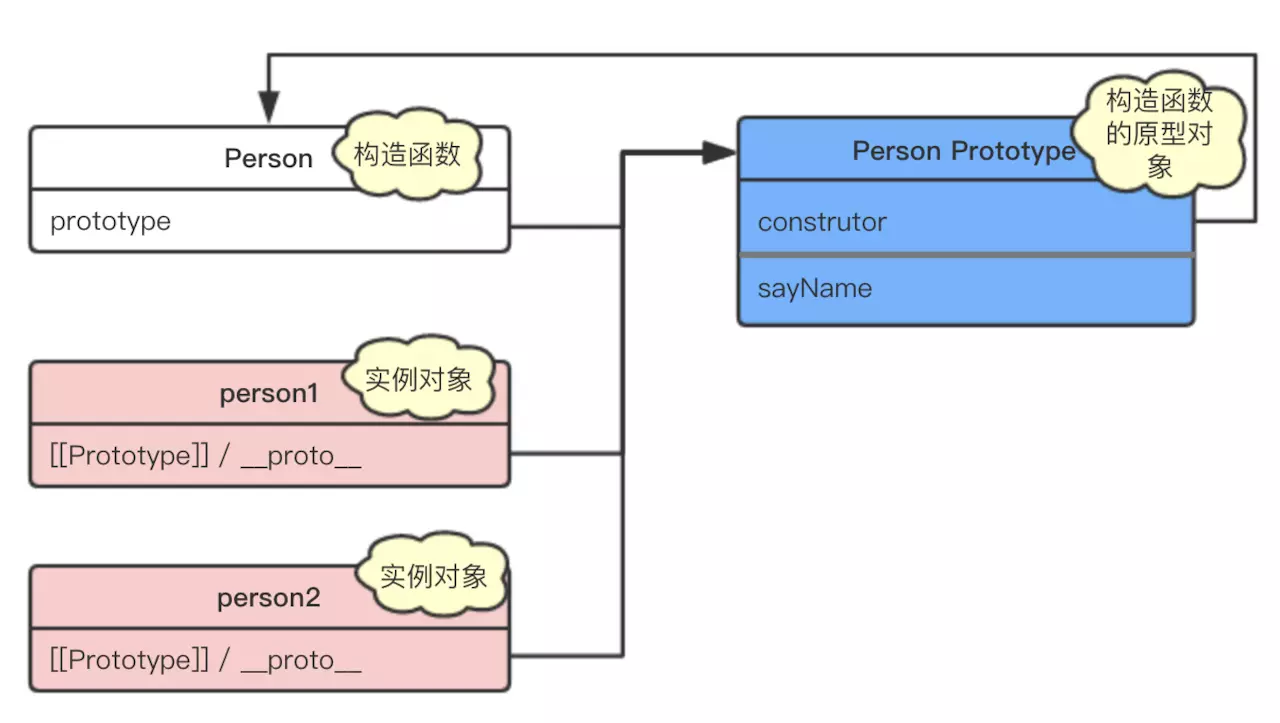 Person
构造函数
prototype
Person Prototype
构造函数
的原型对
象
construtor
sayName
person1
实例对象
[[Prototype]] / __proto__
person2
实例对象
[[Prototype]] / __proto__